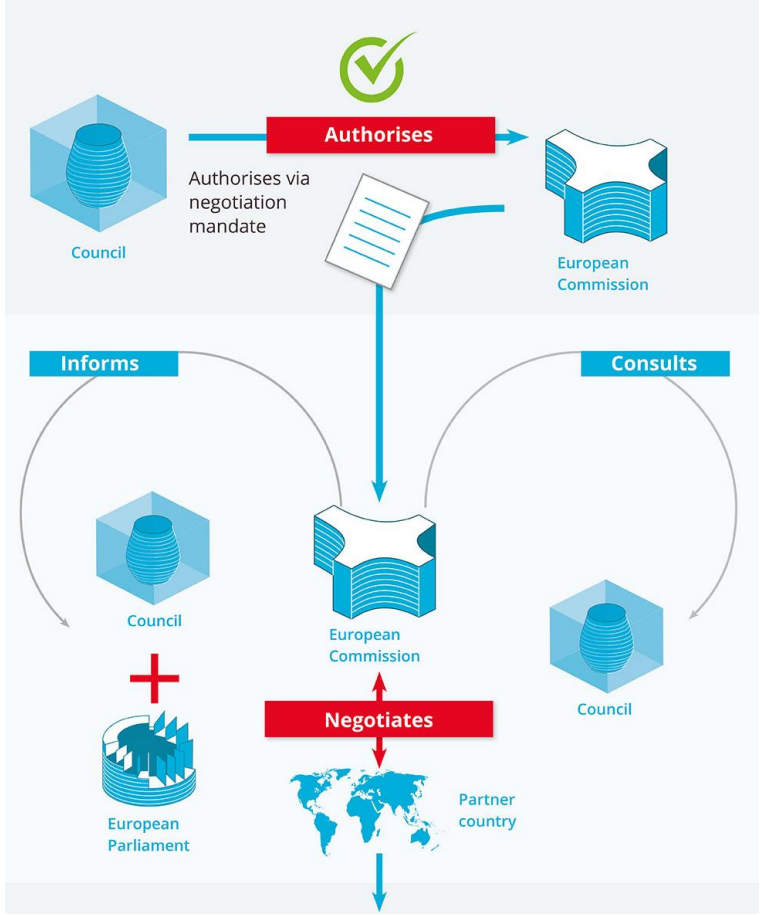 Authorises
Authorises via
negotiation
mandate
Council
European
Commission
Informs
Consults
Council
European
Commission
Council
Negotiates
European
Parliament
Partner
country